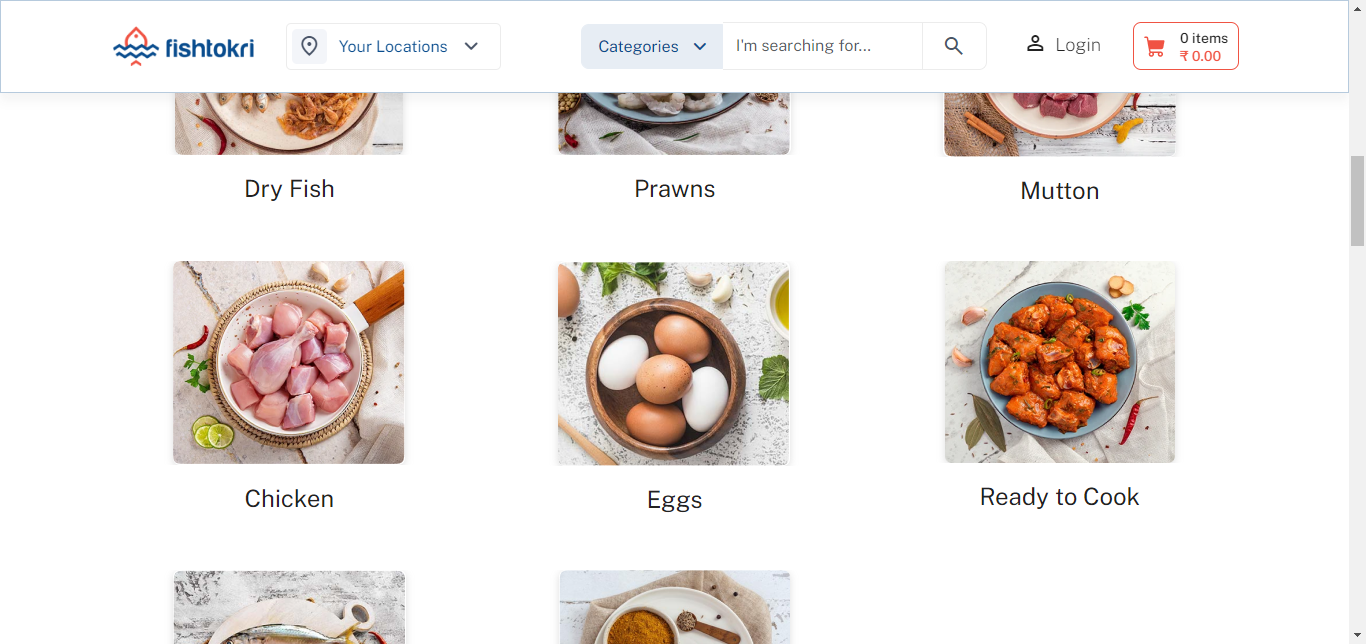 fishtokri
Your Locations
Categories
I'm searching for...
Login
0 items
₹ 0.00
Dry Fish
Prawns
Mutton
Chicken
Eggs
Ready to Cook